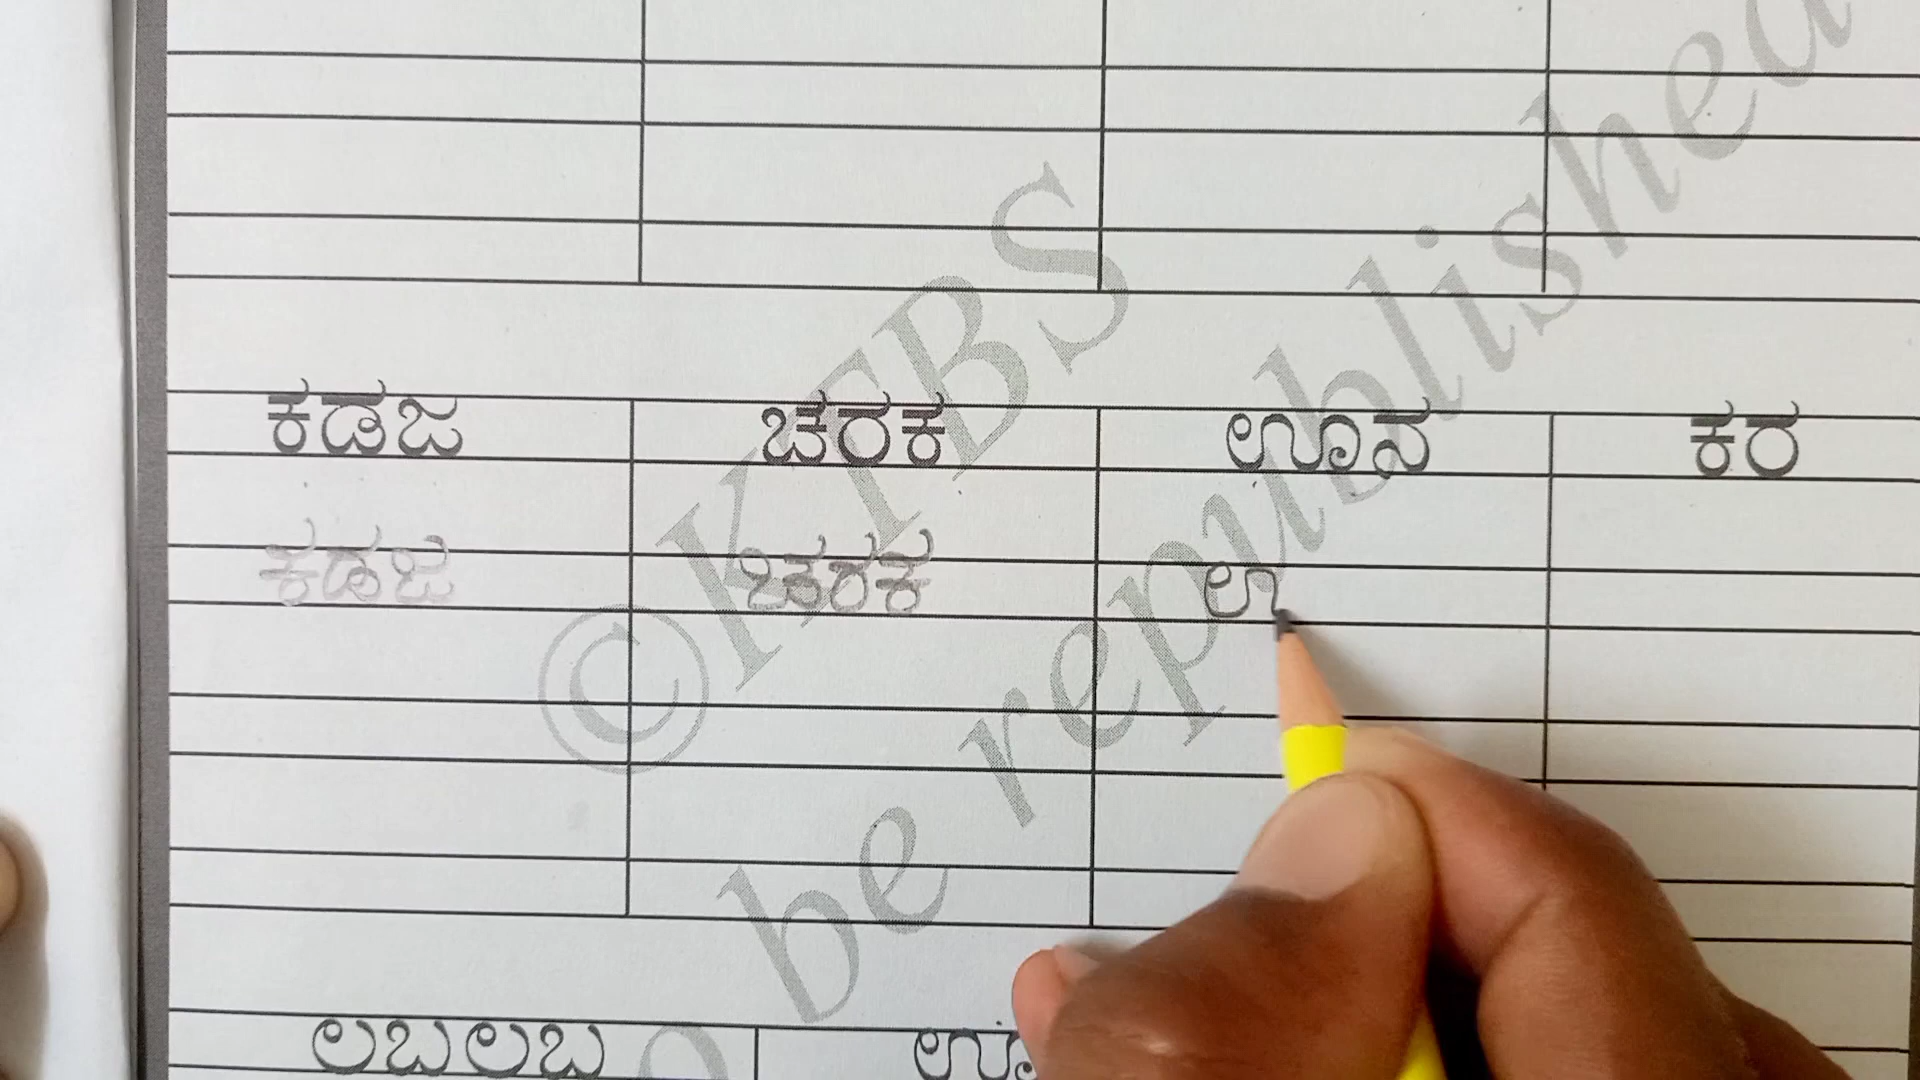 ಕಡಜ ಚರಕ ಊನ ಕರ
ಕಡಜ ಚರಕ
ಲಬಲಬ
© KTBS
be republished